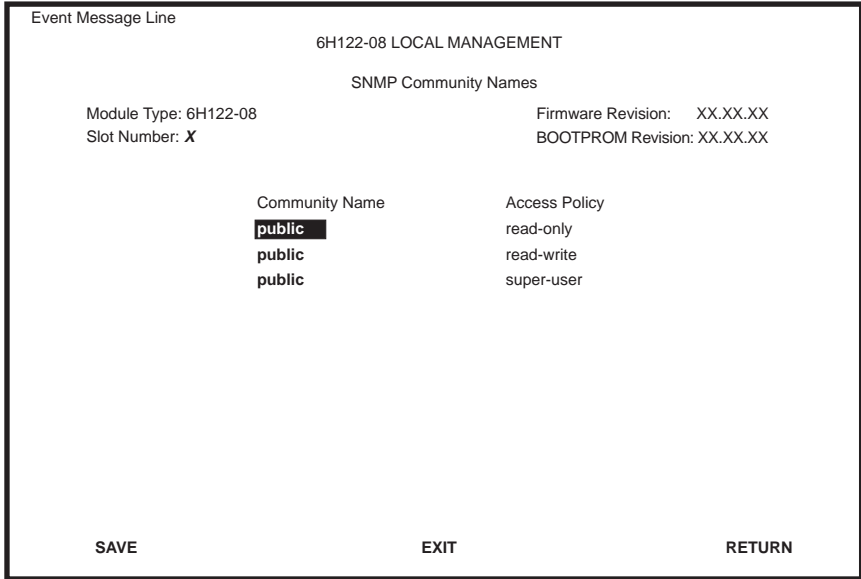 Event Message Line
6H122-08 LOCAL MANAGEMENT
SNMP Community Names
Module Type: 6H122-08 Firmware Revision: XX.XX.XX
Slot Number: X BOOTPROM Revision: XX.XX.XX
Community Name Access Policy
public read-only
public read-write
public super-user
SAVE EXIT RETURN